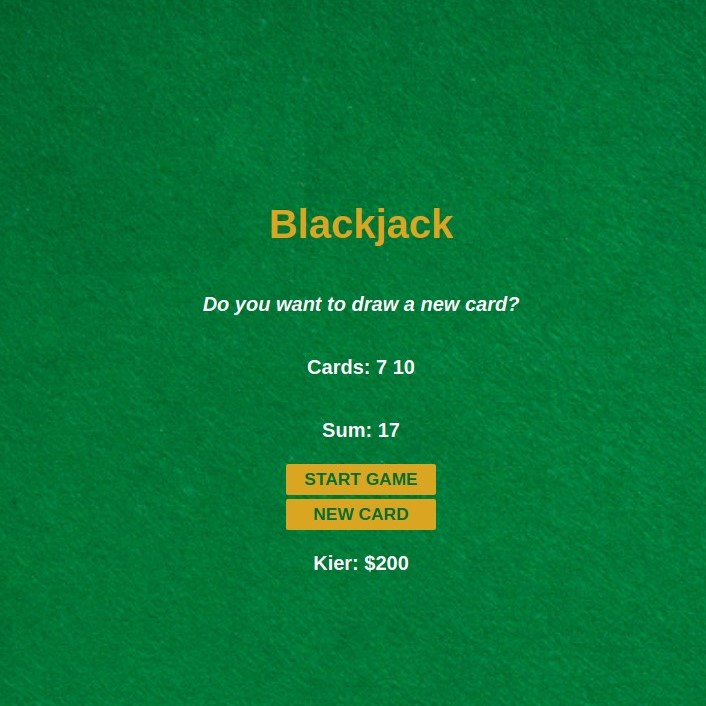 Blackjack
Do you want to draw a new card?
Cards: 7 10
Sum: 17
START GAME
NEW CARD
Kier: $200